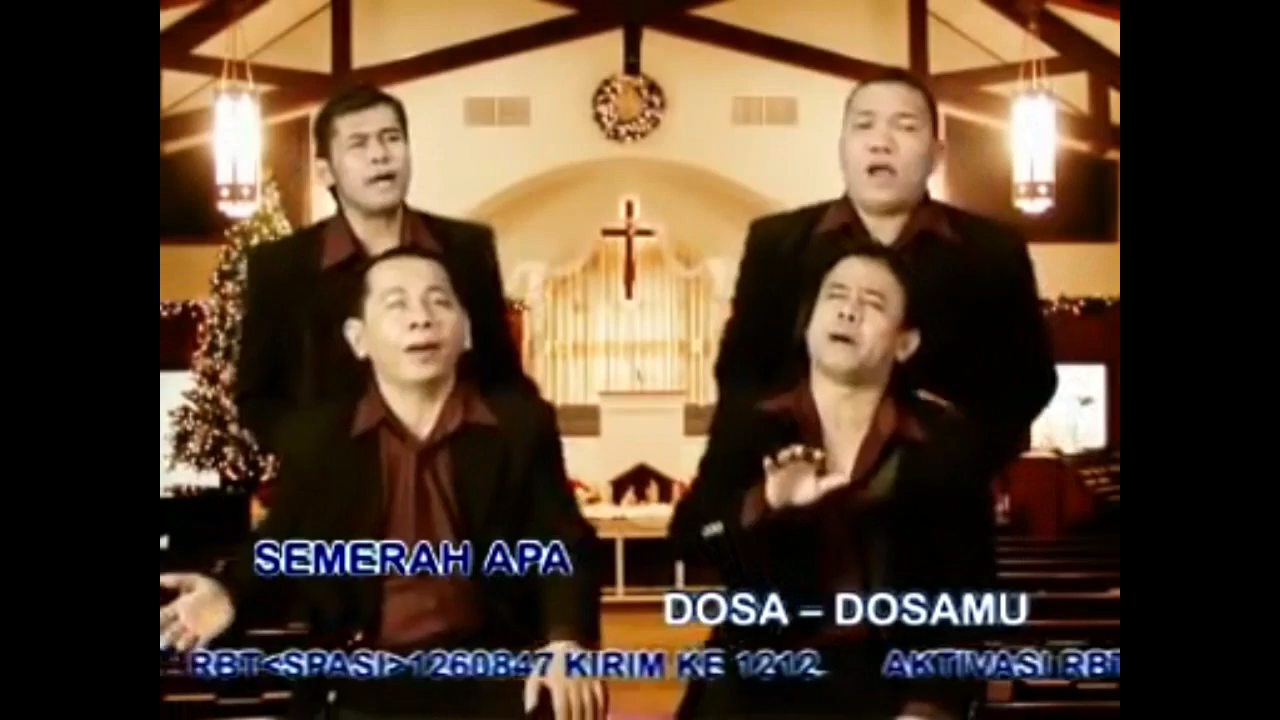 SEMERAH APA
DOSA – DOSAMU
RBT<SPASI>1260847 KIRIM KE 1212 AKTIVASI RBT